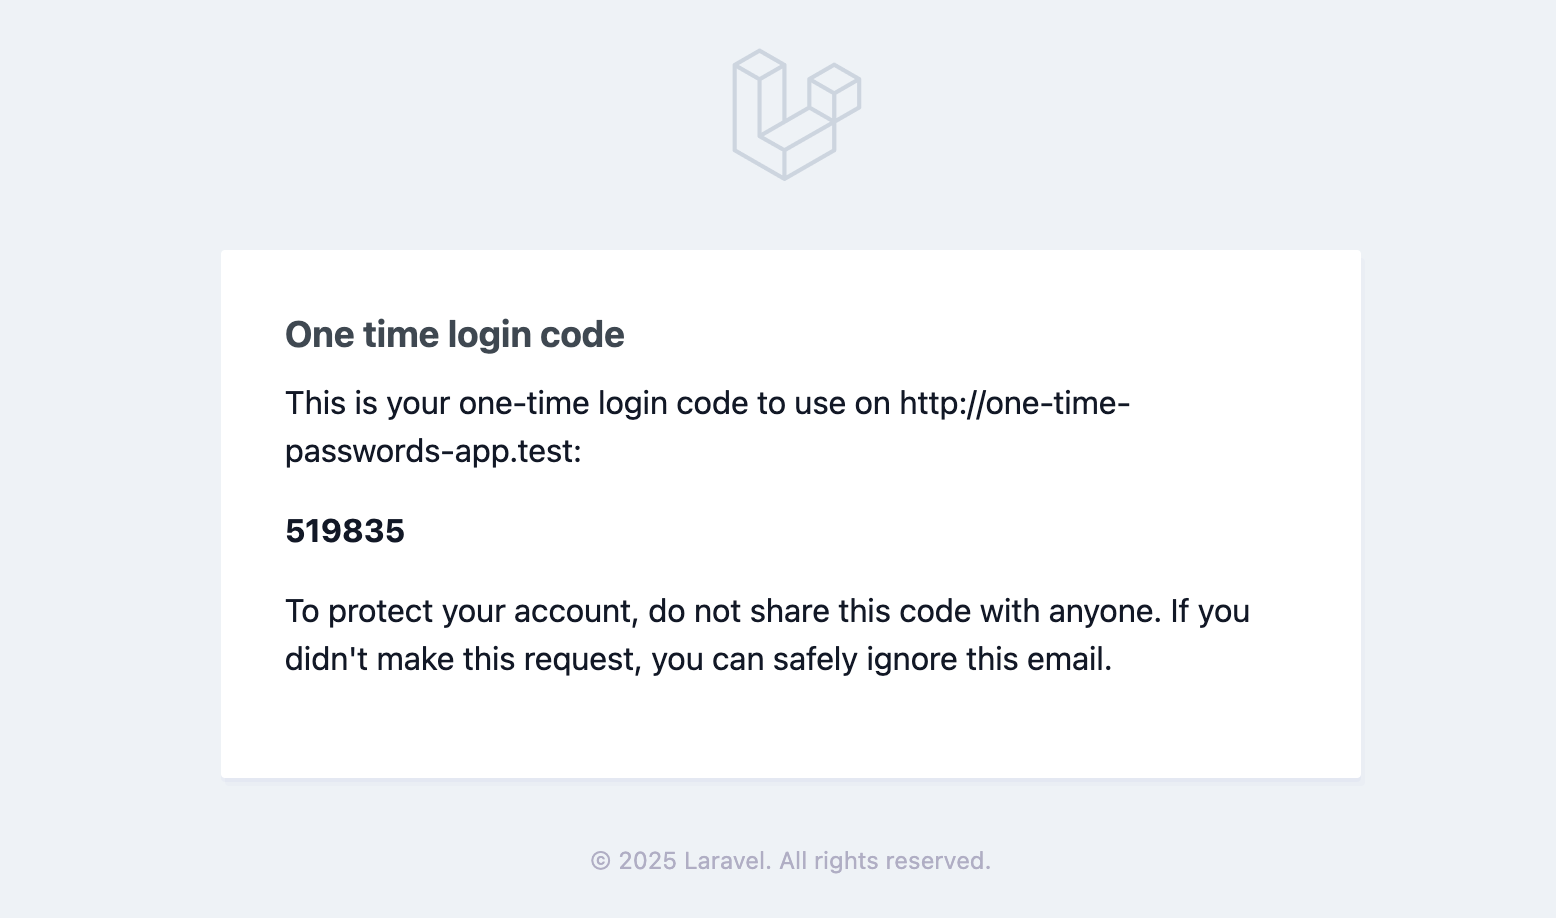 One time login code
This is your one-time login code to use on http://one-time-
passwords-app.test:
519835
To protect your account, do not share this code with anyone. If you
didn't make this request, you can safely ignore this email.
© 2025 Laravel. All rights reserved.